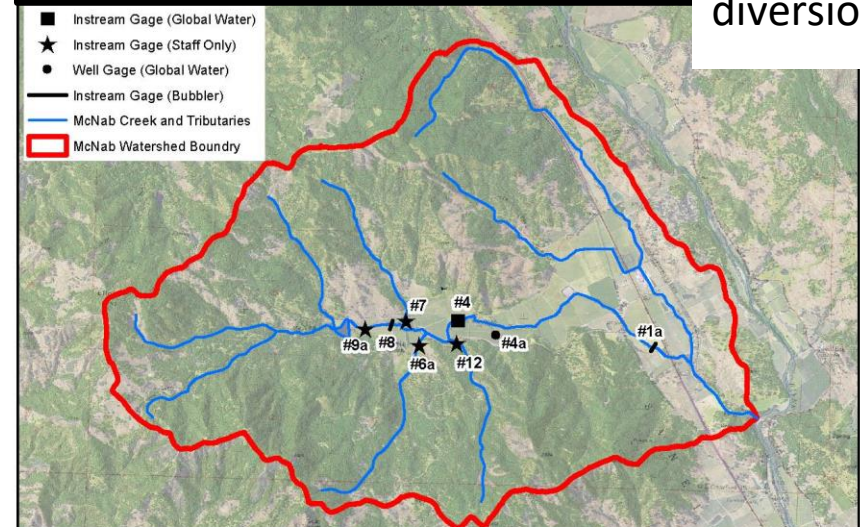 diversio
Instream Gage (Global Water)
Instream Gage (Staff Only)
Well Gage (Global Water)
Instream Gage (Bubbler)
McNab Creek and Tributaries
McNab Watershed Boundry
#7
#4
#9a
#8
#6a
#12
#4a
#1a